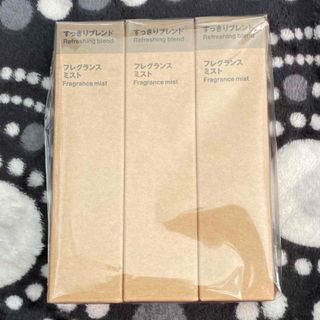 すっきりブレンド
Refreshing blend
フレグランス
ミスト
Fragrance mist
すっきりブレンド
Refreshing blend
フレグランス
ミスト
Fragrance mist
すっきりブレンド
Refreshing blend
フレグランス
ミスト
Fragrance mist